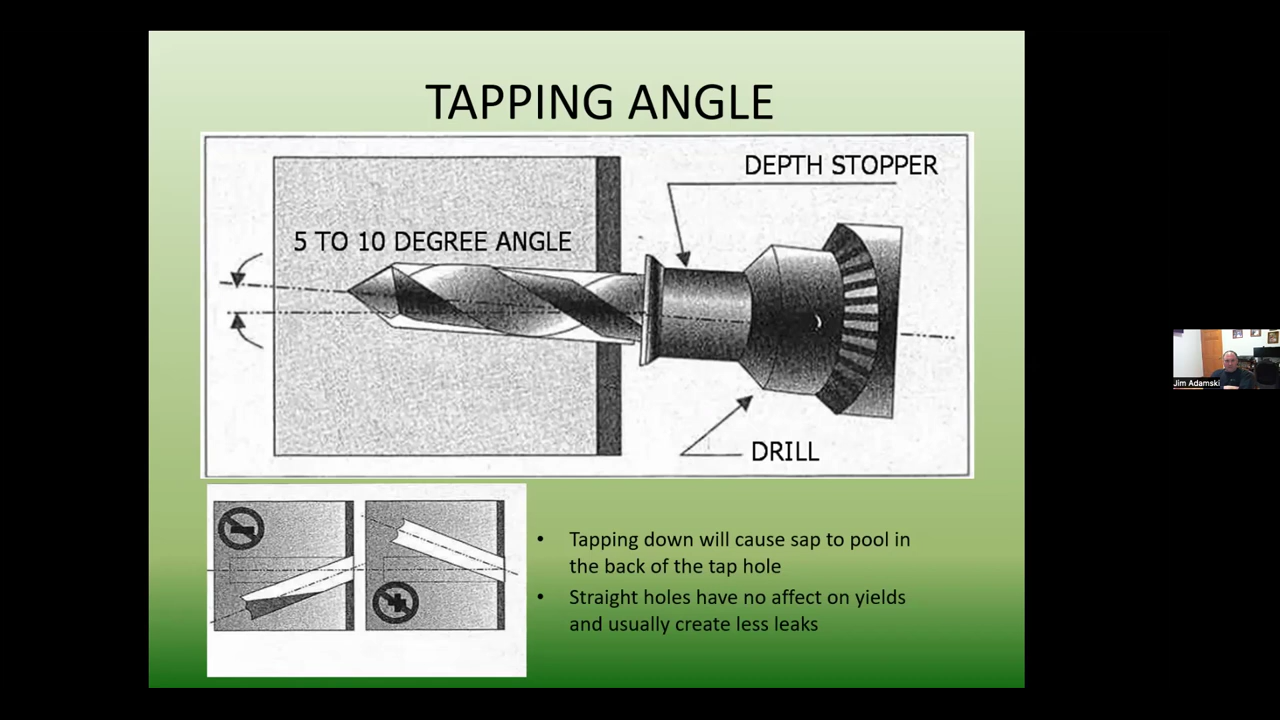 TAPPING ANGLE
DEPTH STOPPER
5 TO 10 DEGREE ANGLE
DRILL
• Tapping down will cause sap to pool in
the back of the tap hole
• Straight holes have no affect on yields
and usually create less leaks
Jim Adamski